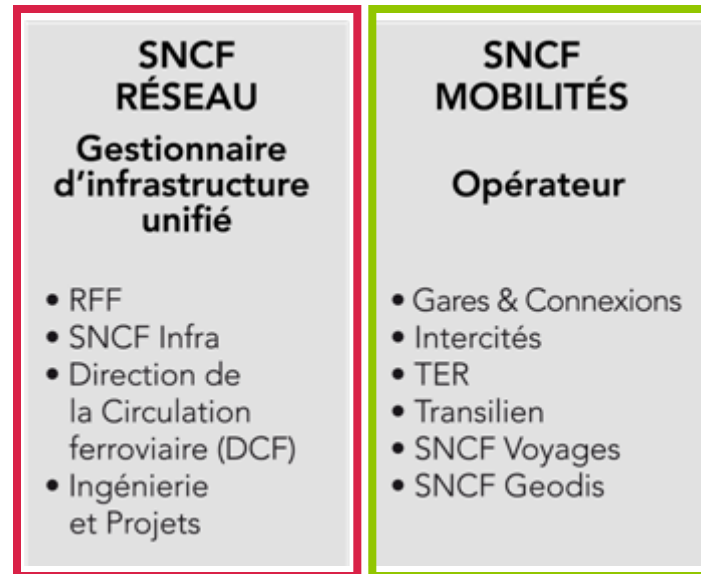 SNCF
RÉSEAU
Gestionnaire
d'infrastructure
unifié
• RFF
• SNCF Infra
• Direction de
la Circulation
ferroviaire (DCF)
• Ingénierie
et Projets
SNCF
MOBILITÉS
Opérateur
• Gares & Connexions
• Intercités
• TER
• Transilien
• SNCF Voyages
• SNCF Geodis